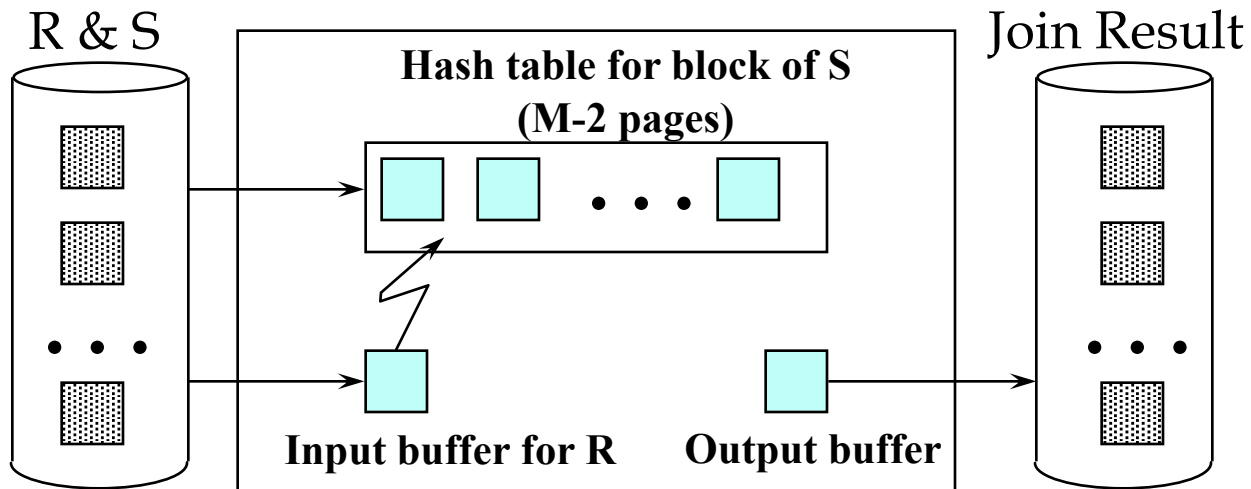 R & S
Join Result
Hash table for block of S
(M-2 pages)
• • •
• • •
• • •
Input buffer for R
Output buffer